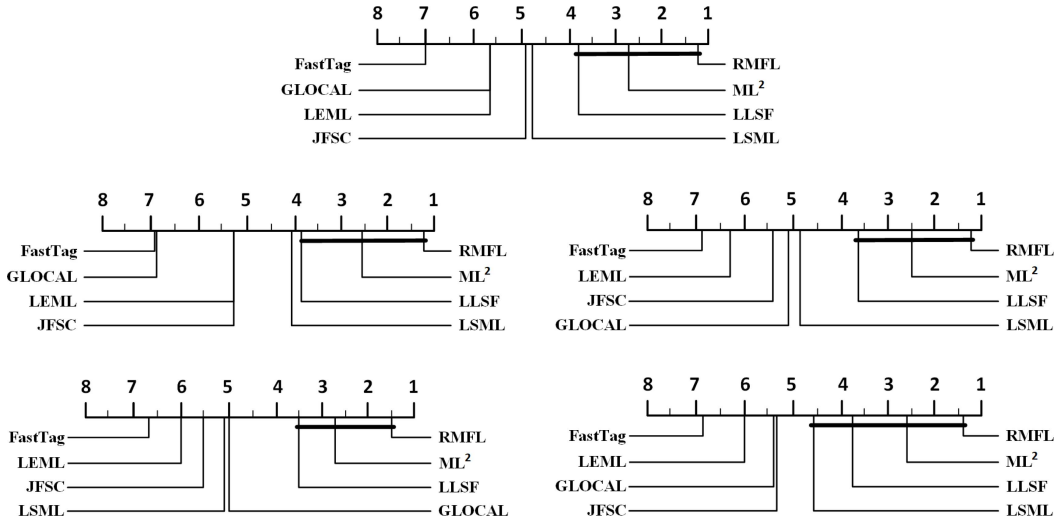 8 7 6 5 4 3 2 1
FastTag RMFL
GLOCAL ML²
LEML LLSF
JFSC LSML
8 7 6 5 4 3 2 1
FastTag RMFL
GLOCAL ML²
LEML LLSF
JFSC LSML
8 7 6 5 4 3 2 1
FastTag RMFL
LEML ML²
JFSC LLSF
GLOCAL LSML
8 7 6 5 4 3 2 1
FastTag RMFL
LEML ML²
JFSC LLSF
LSML GLOCAL
8 7 6 5 4 3 2 1
FastTag RMFL
LEML ML²
GLOCAL LLSF
JFSC LSML